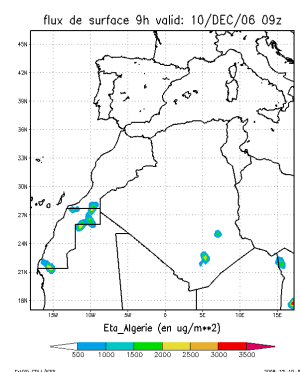 flux de surface 9h valid: 10/DEC/06 09z
45N
42N
39N
36N
33N
30N
27N
24N
21N
18N
15W 10W 5W 0 5E 10E 15E
Eta_Algerie (en ug/m**2)
500 1000 1500 2000 2500 3000 3500